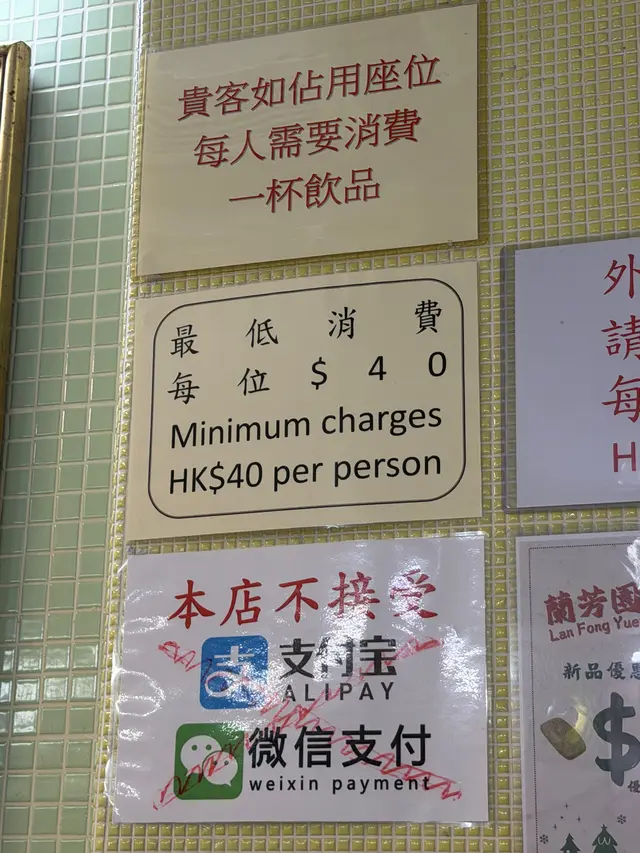 貴客如佔用座位
每人需要消費
一杯飲品
最低消費
每位$40
Minimum charges
HK$40 per person
本店不接受
支付宝
ALIPAY
微信支付
weixin payment
外
請
每
H
蘭芳園
Lan Fong Yue
新品優惠
$